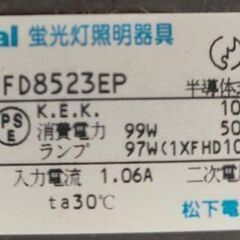 al 蛍光灯照明器具
FD8523EP 半導体
PSE K.E.K. 10
消費電力 99W 50
ランプ 97W(1XFHD10
入力電流 1.06A 二次電
ta30℃ 松下電